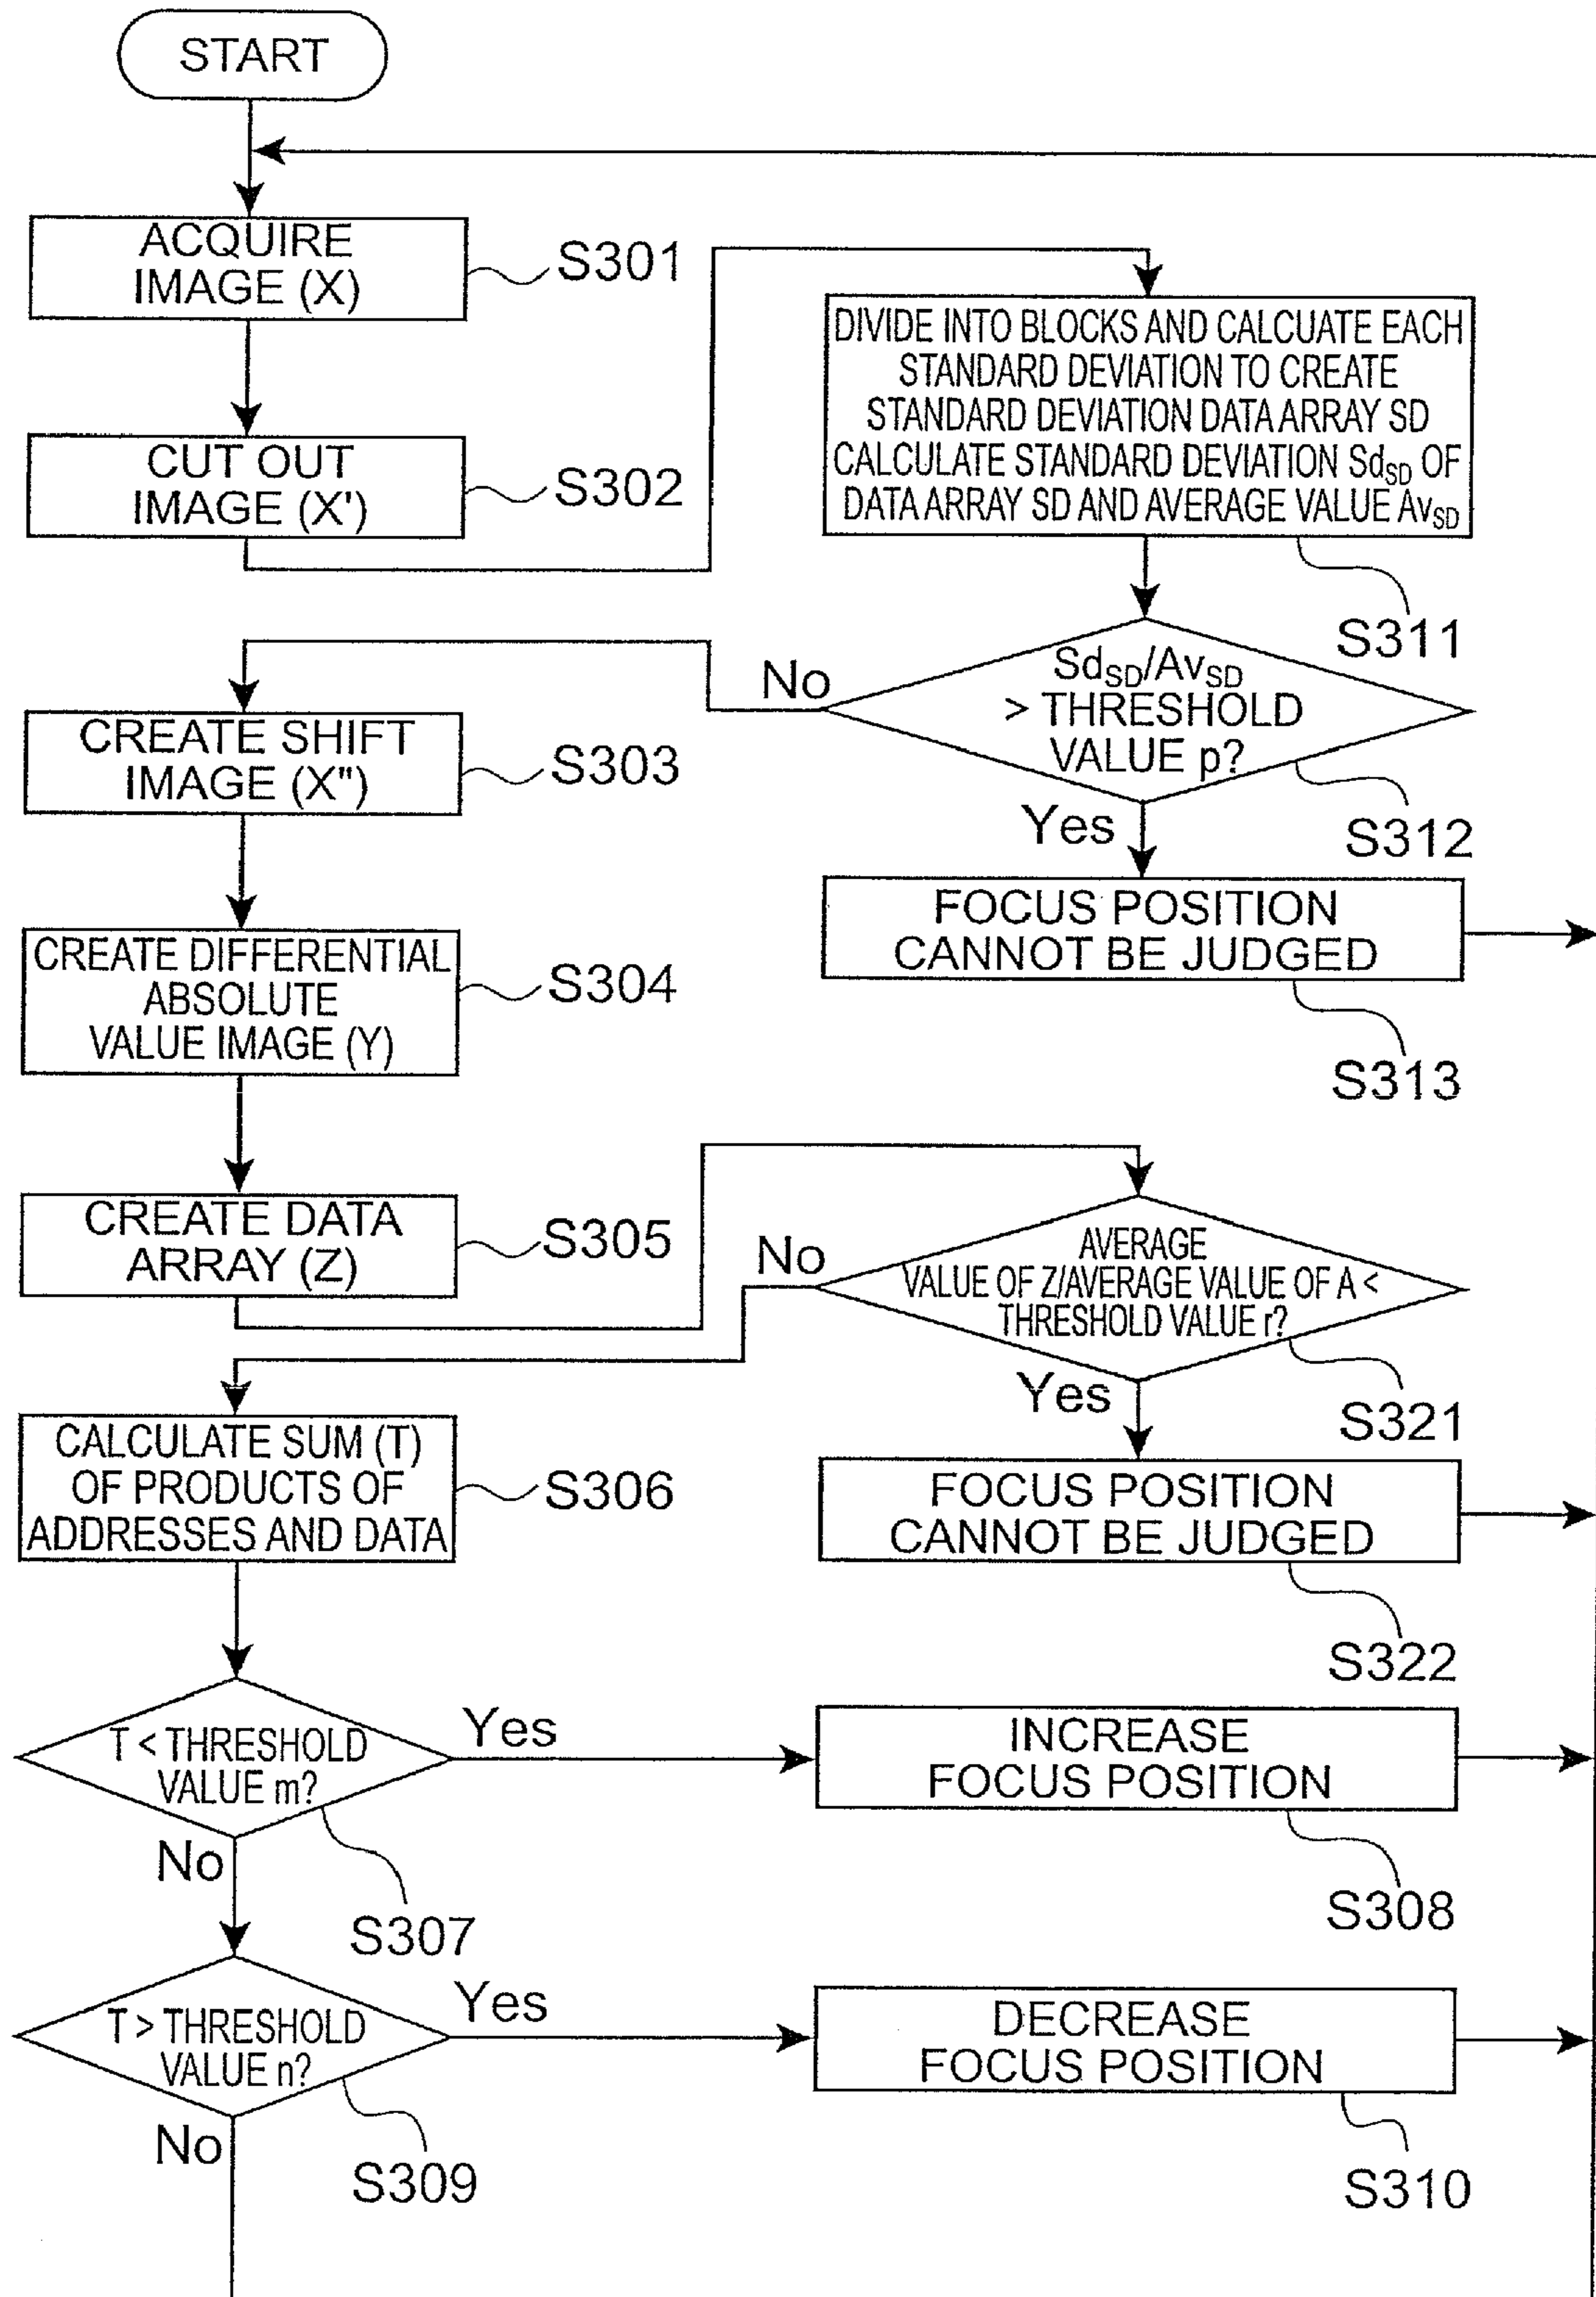 START
ACQUIRE
IMAGE (X)
S301
CUT OUT
IMAGE (X')
S302
DIVIDE INTO BLOCKS AND CALCUATE EACH
STANDARD DEVIATION TO CREATE
STANDARD DEVIATION DATA ARRAY SD
CALCULATE STANDARD DEVIATION SdSD OF
DATA ARRAY SD AND AVERAGE VALUE AvSD
S311
SdSD/AvSD
> THRESHOLD
VALUE p?
No
Yes
S312
FOCUS POSITION
CANNOT BE JUDGED
S313
CREATE SHIFT
IMAGE (X")
S303
CREATE DIFFERENTIAL
ABSOLUTE
VALUE IMAGE (Y)
S304
CREATE DATA
ARRAY (Z)
S305
AVERAGE
VALUE OF Z/AVERAGE VALUE OF A <
THRESHOLD VALUE r?
No
Yes
S321
FOCUS POSITION
CANNOT BE JUDGED
S322
CALCULATE SUM (T)
OF PRODUCTS OF
ADDRESSES AND DATA
S306
T < THRESHOLD
VALUE m?
Yes
No
S307
INCREASE
FOCUS POSITION
S308
T > THRESHOLD
VALUE n?
Yes
No
S309
DECREASE
FOCUS POSITION
S310